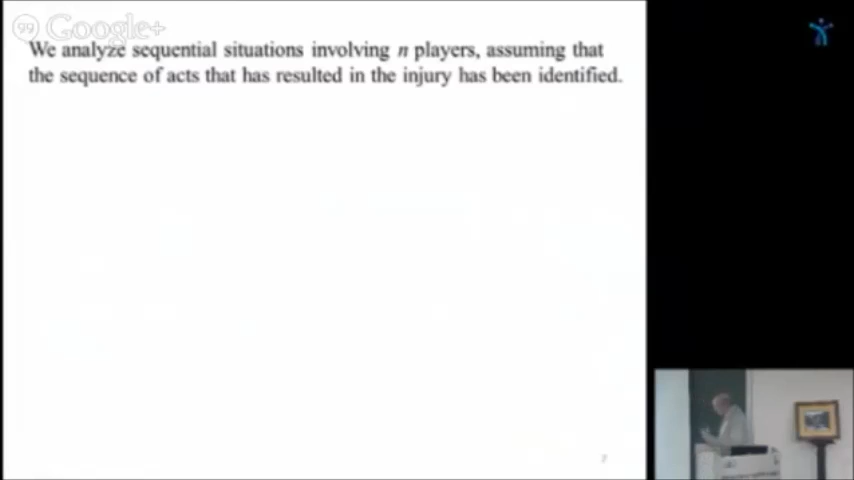 Google+
We analyze sequential situations involving n players, assuming that
the sequence of acts that has resulted in the injury has been identified.
7